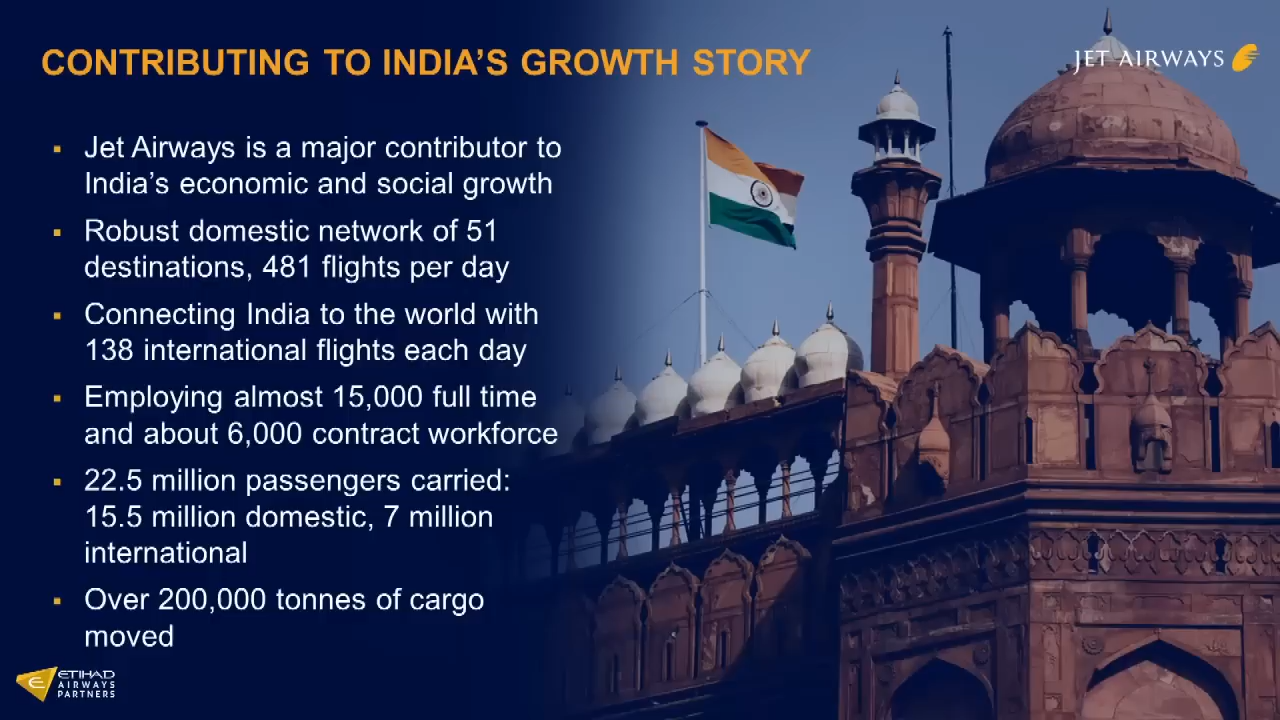 CONTRIBUTING TO INDIA'S GROWTH STORY
JET AIRWAYS
▪ Jet Airways is a major contributor to
India's economic and social growth
▪ Robust domestic network of 51
destinations, 481 flights per day
▪ Connecting India to the world with
138 international flights each day
▪ Employing almost 15,000 full time
and about 6,000 contract workforce
▪ 22.5 million passengers carried:
15.5 million domestic, 7 million
international
▪ Over 200,000 tonnes of cargo
moved
ETIHAD
AIRWAYS
PARTNERS